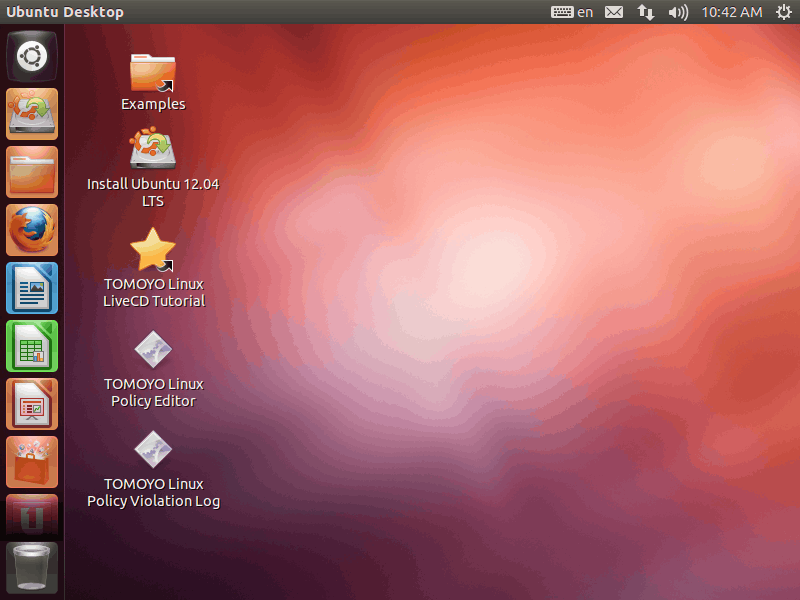 Ubuntu Desktop
en
10:42 AM
Examples
Install Ubuntu 12.04
LTS
TOMOYO Linux
LiveCD Tutorial
TOMOYO Linux
Policy Editor
TOMOYO Linux
Policy Violation Log